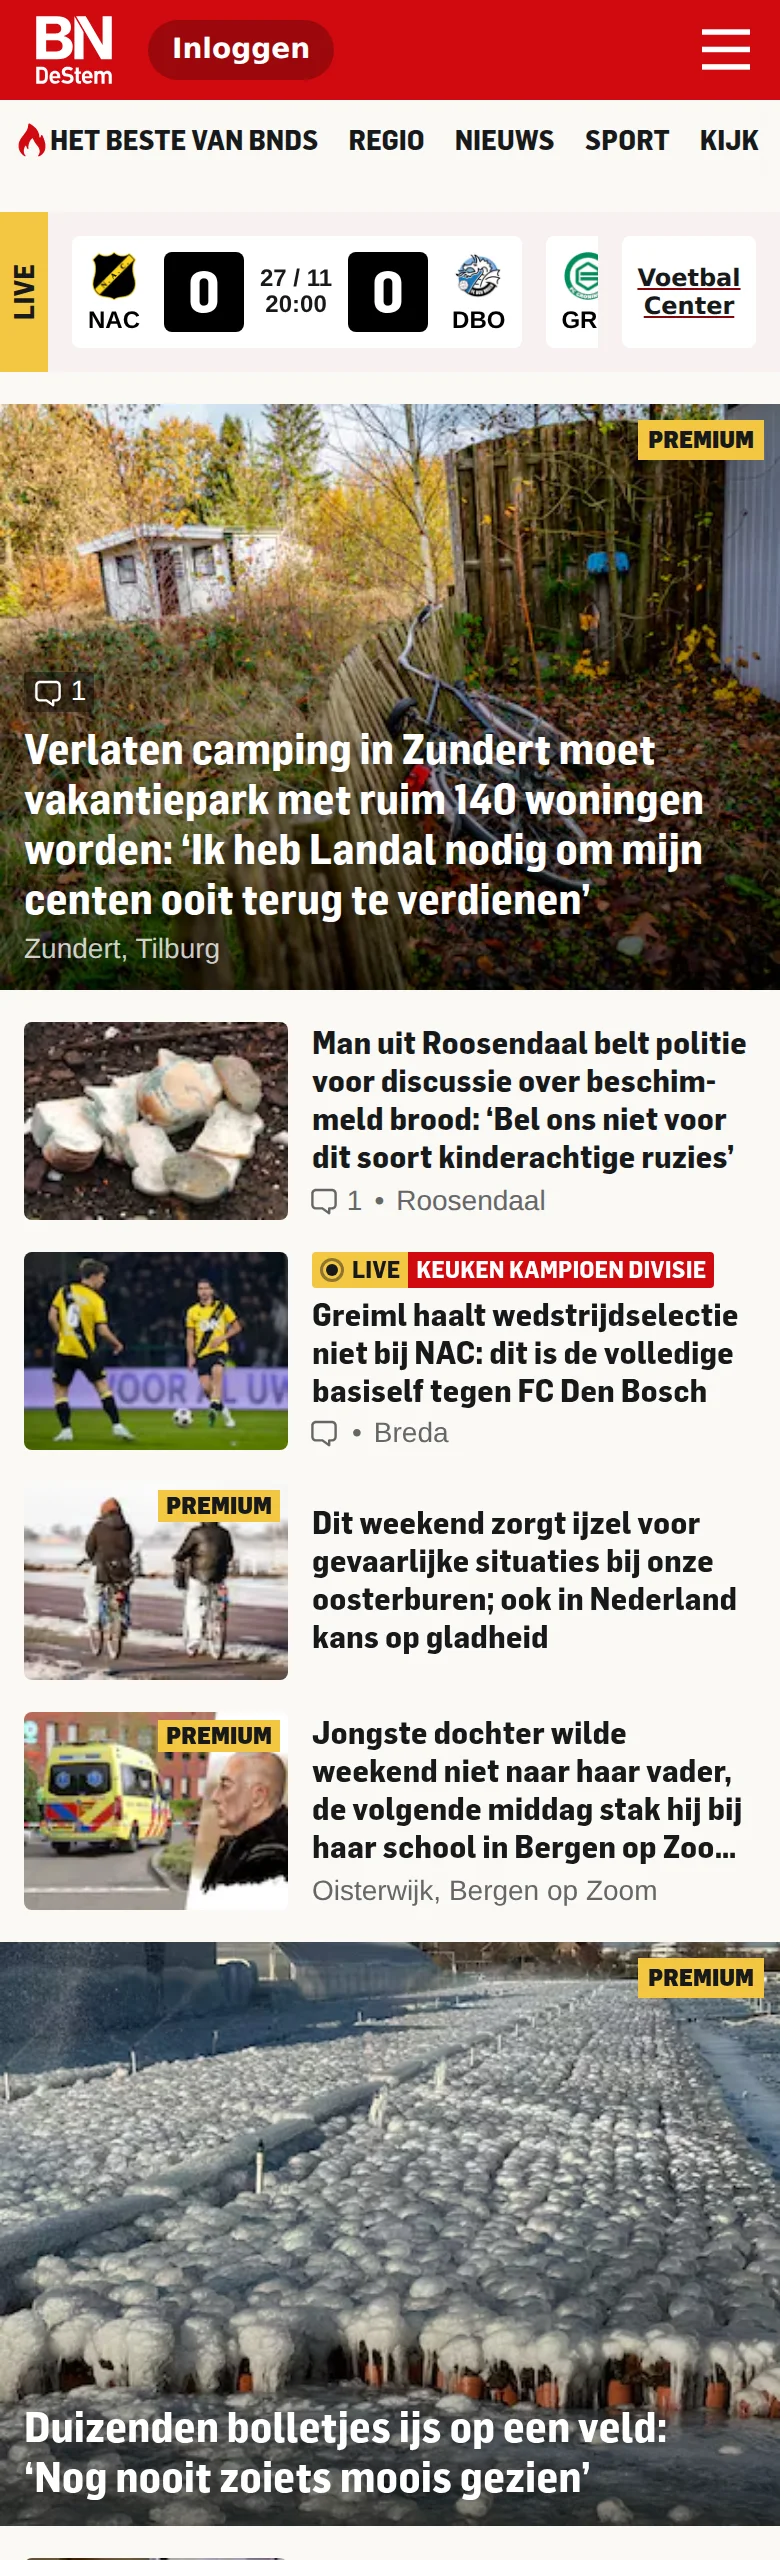 BN
DeStem
Inloggen
HET BESTE VAN BNDS REGIO NIEUWS SPORT KIJK
LIVE
NAC
0
27 / 11
20:00
0
DBO
GR
Voetbal
Center
PREMIUM
1
Verlaten camping in Zundert moet
vakantiepark met ruim 140 woningen
worden: ‘Ik heb Landal nodig om mijn
centen ooit terug te verdienen’
Zundert, Tilburg
Man uit Roosendaal belt politie
voor discussie over beschim-
meld brood: ‘Bel ons niet voor
dit soort kinderachtige ruzies’
1 • Roosendaal
LIVE KEUKEN KAMPIOEN DIVISIE
Greiml haalt wedstrijdselectie
niet bij NAC: dit is de volledige
basiself tegen FC Den Bosch
• Breda
PREMIUM
Dit weekend zorgt ijzel voor
gevaarlijke situaties bij onze
oosterburen; ook in Nederland
kans op gladheid
PREMIUM
Jongste dochter wilde
weekend niet naar haar vader,
de volgende middag stak hij bij
haar school in Bergen op Zoo...
Oisterwijk, Bergen op Zoom
PREMIUM
Duizenden bolletjes ijs op een veld:
‘Nog nooit zoiets moois gezien’